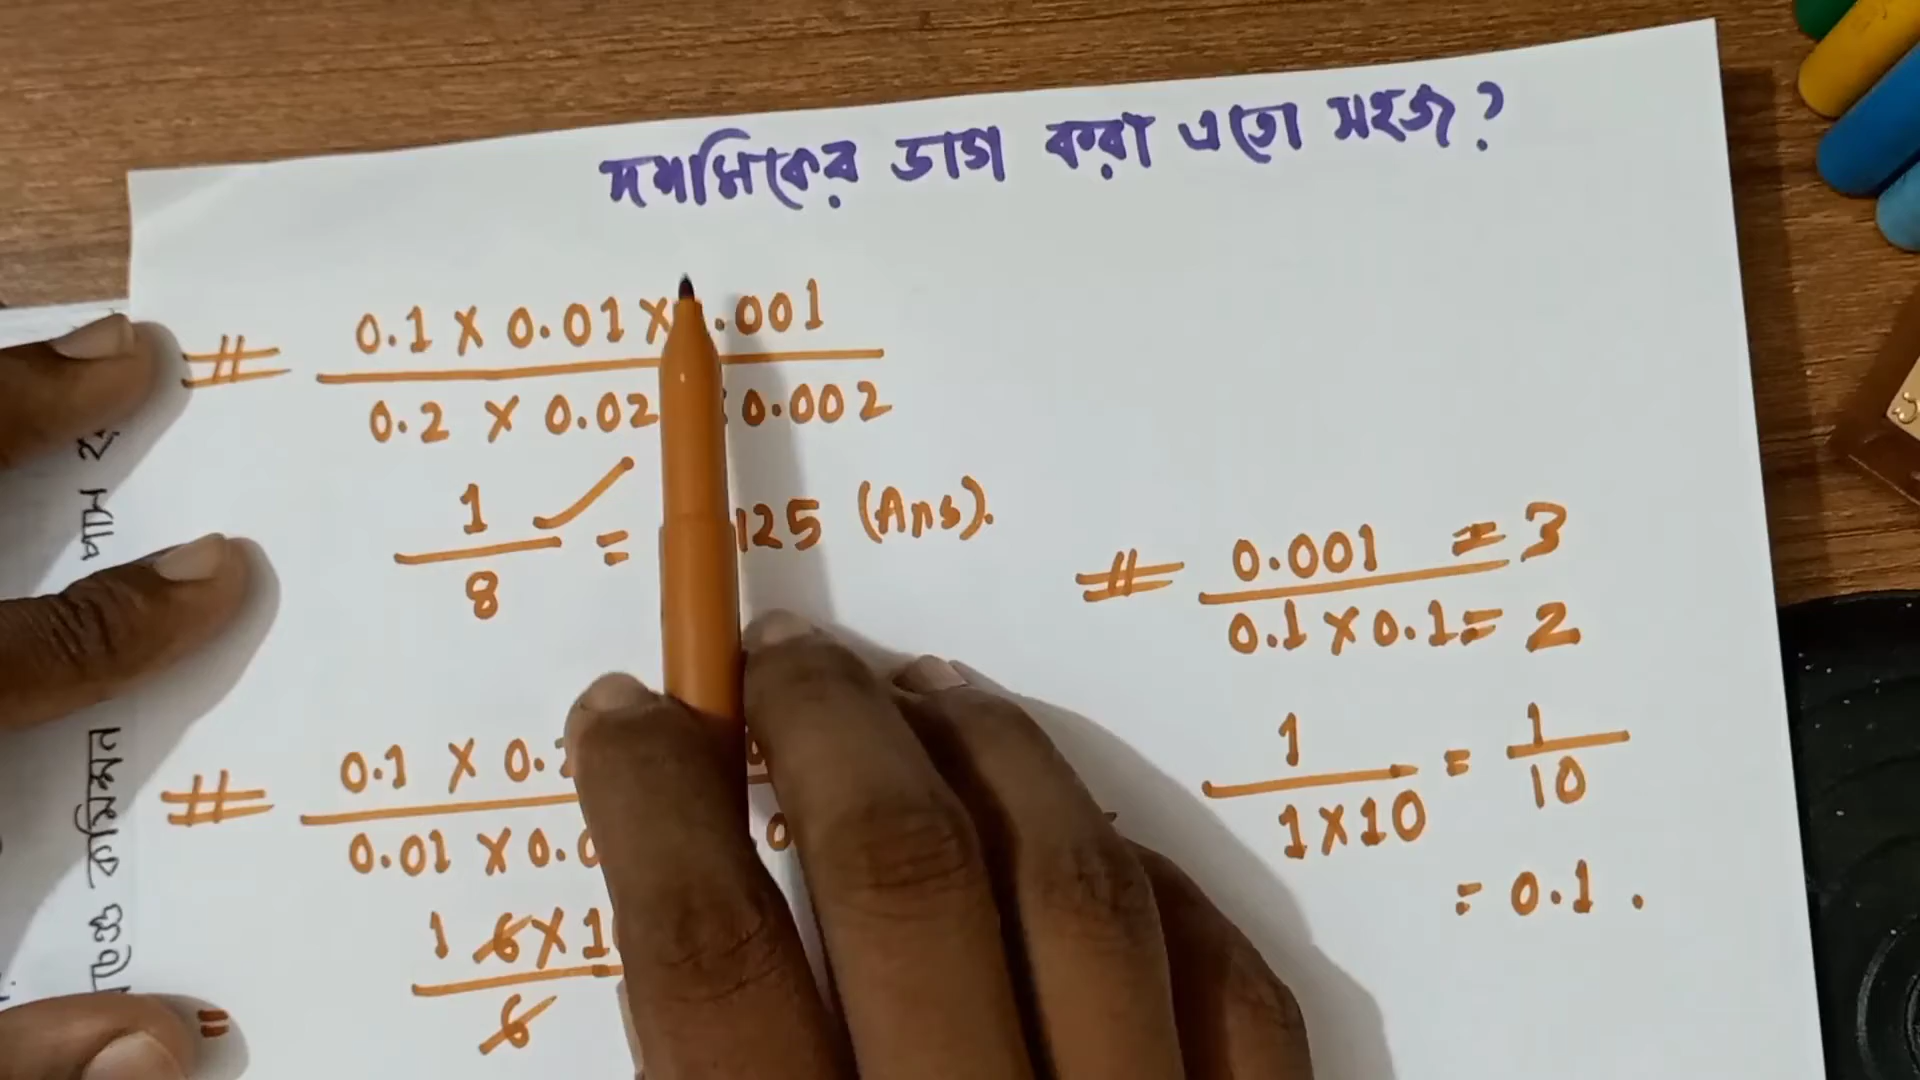 দশমিকের ভাগ করা এতো সহজ?
# 0.1 X 0.01 X .001
0.2 X 0.02 0.002
1
8
= 125 (Ans).
# 0.001 = 3
0.1 X 0.1 = 2
1
1X10
= 1
10
= 0.1 .
# 0.1 X 0.
0.01 X 0.0
1 6 X 1
6
=